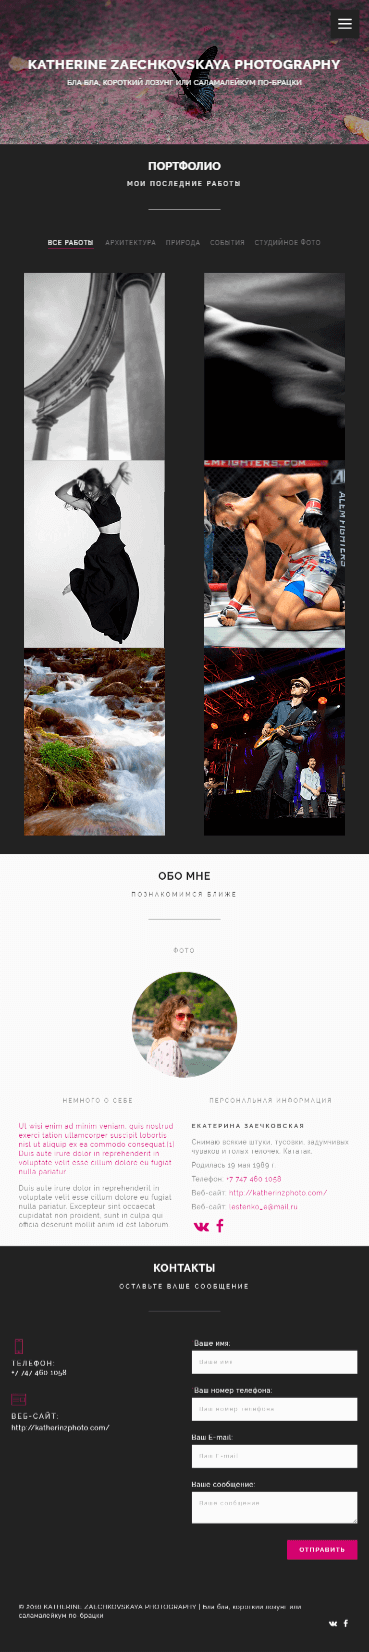 KATHERINE ZAECHKOVSKAYA PHOTOGRAPHY
БЛА БЛА, КОРОТКИЙ ЛОЗУНГ ИЛИ САЛАМАЛЕЙКУМ ПО-БРАЦКИ
ПОРТФОЛИО
МОИ ПОСЛЕДНИЕ РАБОТЫ
ВСЕ РАБОТЫ АРХИТЕКТУРА ПРИРОДА СОБЫТИЯ СТУДИЙНОЕ ФОТО
EMFIGHTERS.COM
ALEM FIGHTERS
ОБО МНЕ
ПОЗНАКОМИМСЯ БЛИЖЕ
ФОТО
НЕМНОГО О СЕБЕ
Ut wisi enim ad minim veniam, quis nostrud
exerci tation ullamcorper suscipit lobortis
nisl ut aliquip ex ea commodo consequat.[1]
Duis aute irure dolor in reprehenderit in
voluptate velit esse cillum dolore eu fugiat
nulla pariatur.
Duis aute irure dolor in reprehenderit in
voluptate velit esse cillum dolore eu fugiat
nulla pariatur. Excepteur sint occaecat
cupidatat non proident, sunt in culpa qui
officia deserunt mollit anim id est laborum.
ПЕРСОНАЛЬНАЯ ИНФОРМАЦИЯ
ЕКАТЕРИНА ЗАЕЧКОВСКАЯ
Снимаю всякие штуки, тусовки, задумчивых
чуваков и голых телочек. Кататак.
Родилась 19 мая 1989 г.
Телефон: +7 747 460 1058
Веб-сайт: http://katherinzphoto.com/
Веб-сайт: lestenko_e@mail.ru
КОНТАКТЫ
ОСТАВЬТЕ ВАШЕ СООБЩЕНИЕ
ТЕЛЕФОН:
+7 747 460 1058
ВЕБ-САЙТ:
http://katherinzphoto.com/
Ваше имя:
Ваше имя
Ваш номер телефона:
Ваш номер телефона
Ваш E-mail:
Ваш E-mail
Ваше сообщение:
Ваше сообщение
ОТПРАВИТЬ
© 2016 KATHERINE ZAECHKOVSKAYA PHOTOGRAPHY | Бла бла, короткий лозунг или
саламалейкум по-брацки